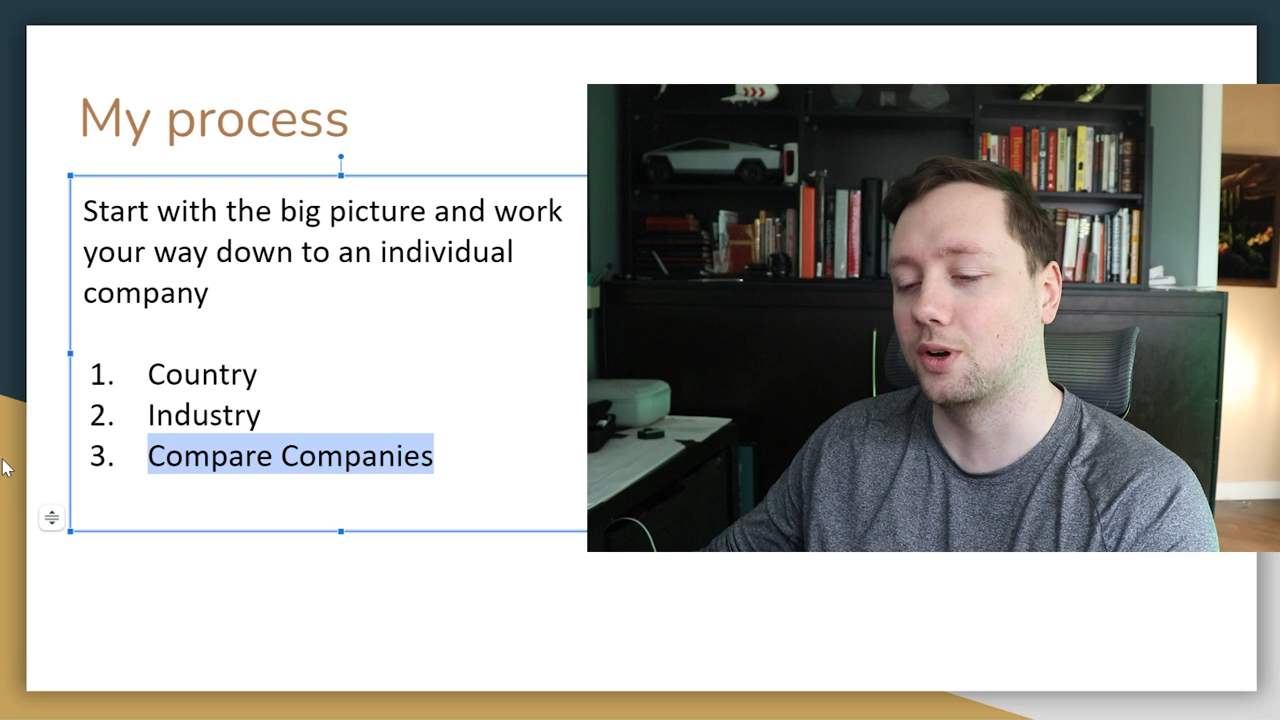 My process
Start with the big picture and work
your way down to an individual
company
1. Country
2. Industry
3. Compare Companies